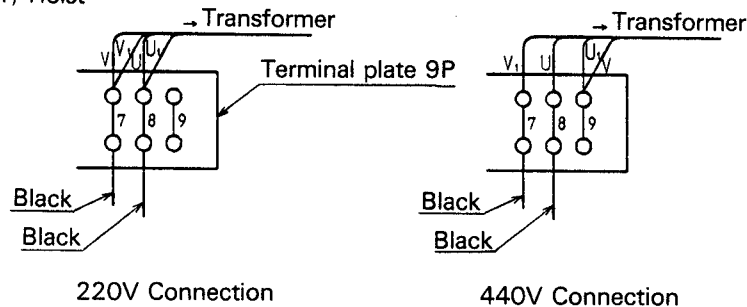 → Transformer
V V₁ U U₁
Terminal plate 9P
7 8 9
Black
Black
220V Connection
→ Transformer
V₁ U U₁ V
7 8 9
Black
Black
440V Connection